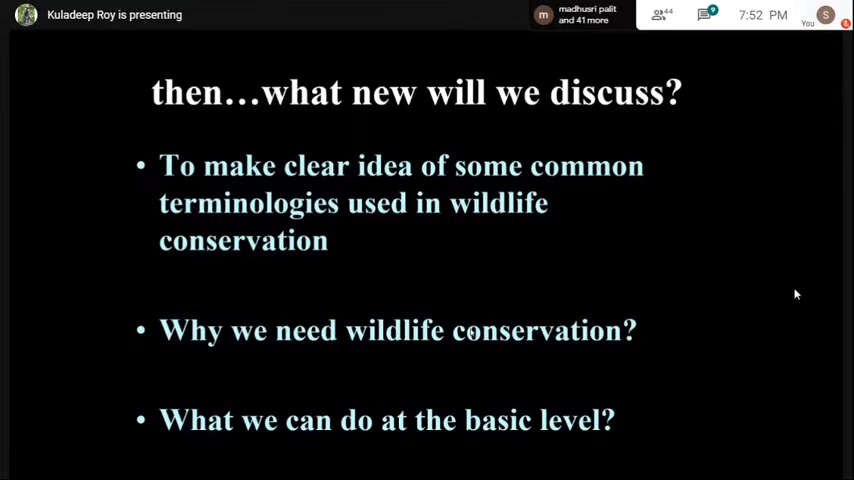 Kuladeep Roy is presenting
m
madhusri palit
and 41 more
44
9
7:52 PM
You
S
then…what new will we discuss?
• To make clear idea of some common
terminologies used in wildlife
conservation
• Why we need wildlife conservation?
• What we can do at the basic level?